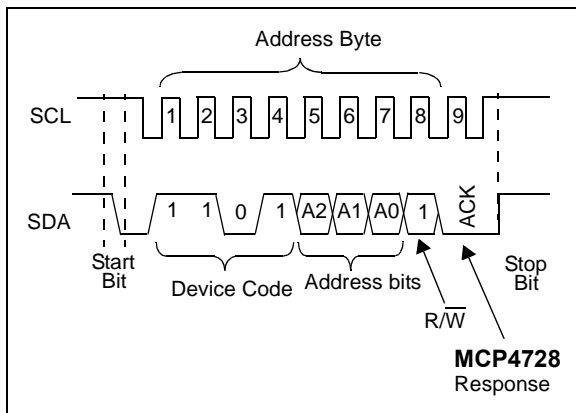 Address Byte
SCL 1 2 3 4 5 6 7 8 9
SDA 1 1 0 1 A2 A1 A0 1 ACK
Start Bit
Device Code
Address bits
Stop Bit
R/W
MCP4728
Response